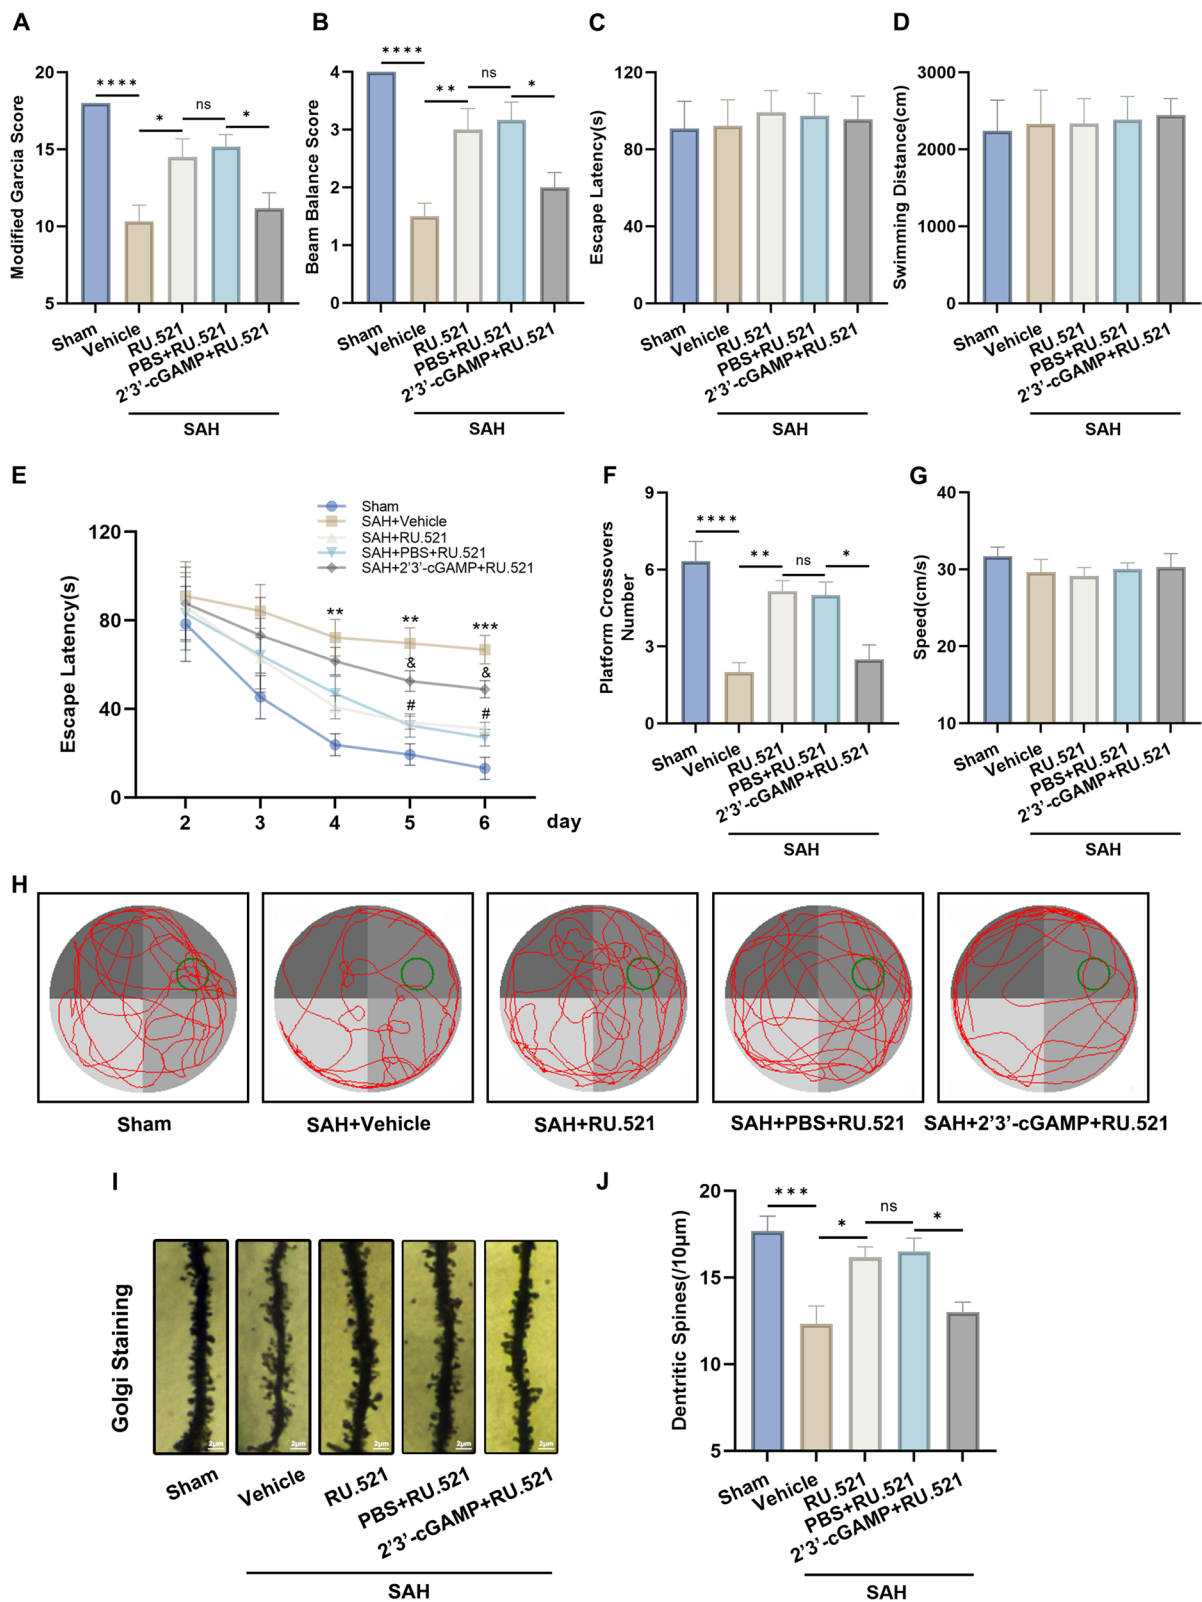 A
Modified Garcia Score
20
15
10
5
****
*
ns
*
Sham
Vehicle
RU.521
PBS+RU.521
2’3’-cGAMP+RU.521
SAH
B
Beam Balance Score
4
3
2
1
0
****
**
ns
*
Sham
Vehicle
RU.521
PBS+RU.521
2’3’-cGAMP+RU.521
SAH
C
Escape Latency(s)
120
80
40
0
Sham
Vehicle
RU.521
PBS+RU.521
2’3’-cGAMP+RU.521
SAH
D
Swimming Distance(cm)
3000
2000
1000
0
Sham
Vehicle
RU.521
PBS+RU.521
2’3’-cGAMP+RU.521
SAH
E
Escape Latency(s)
120
80
40
0
Sham
SAH+Vehicle
SAH+RU.521
SAH+PBS+RU.521
SAH+2’3’-cGAMP+RU.521
**
**
***
&
&
#
#
2
3
4
5
6
day
F
Platform Crossovers
Number
9
6
3
0
****
**
ns
*
Sham
Vehicle
RU.521
PBS+RU.521
2’3’-cGAMP+RU.521
SAH
G
Speed(cm/s)
40
30
20
10
Sham
Vehicle
RU.521
PBS+RU.521
2’3’-cGAMP+RU.521
SAH
H
Sham
SAH+Vehicle
SAH+RU.521
SAH+PBS+RU.521
SAH+2’3’-cGAMP+RU.521
I
Golgi Staining
2μm
2μm
2μm
2μm
2μm
Sham
Vehicle
RU.521
PBS+RU.521
2’3’-cGAMP+RU.521
SAH
J
Dentritic Spines(/10μm)
20
15
10
5
***
*
ns
*
Sham
Vehicle
RU.521
PBS+RU.521
2’3’-cGAMP+RU.521
SAH